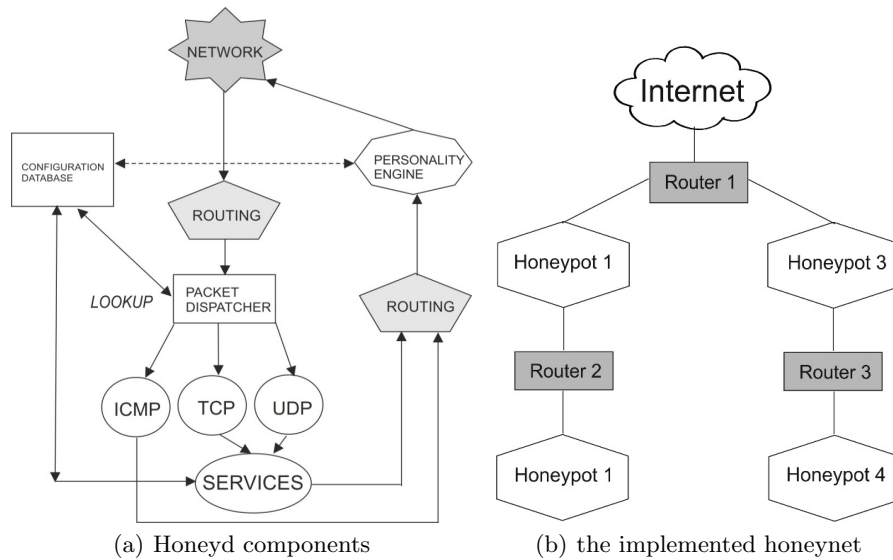 NETWORK
CONFIGURATION
DATABASE
PERSONALITY
ENGINE
ROUTING
LOOKUP
PACKET
DISPATCHER
ROUTING
ICMP
TCP
UDP
SERVICES
(a) Honeyd components
Internet
Router 1
Honeypot 1
Honeypot 3
Router 2
Router 3
Honeypot 1
Honeypot 4
(b) the implemented honeynet